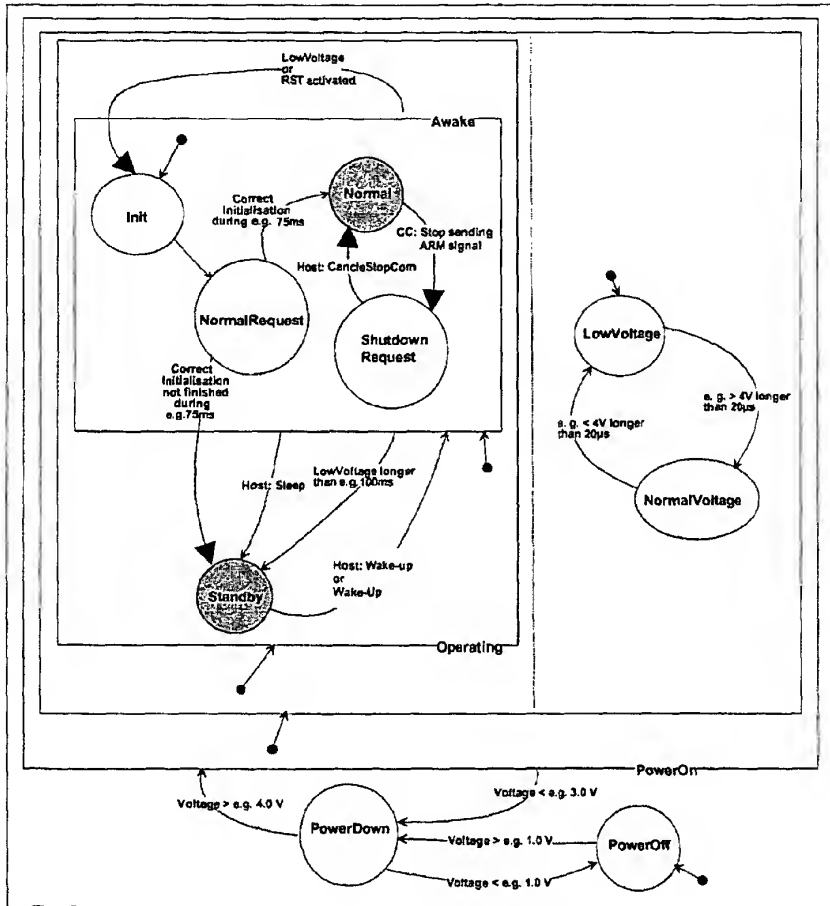 LowVoltage
or
RST activated
Awake
Init
Correct
Initialisation
during e.g. 75ms
Normal
CC: Stop sending
ARM signal
Host: CancleStopCom
NormalRequest
Shutdown
Request
Correct
Initialisation
not finished
during
e.g.75ms
Host: Sleep
LowVoltage longer
than e.g.100ms
Host: Wake-up
or
Wake-Up
Standby
Operating
LowVoltage
e. g. > 4V longer
than 20µs
e. g. < 4V longer
than 20µs
NormalVoltage
PowerOn
Voltage > e.g. 4.0 V
Voltage < e.g. 3.0 V
PowerDown
Voltage > e.g. 1.0 V
PowerOff
Voltage < e.g. 1.0 V